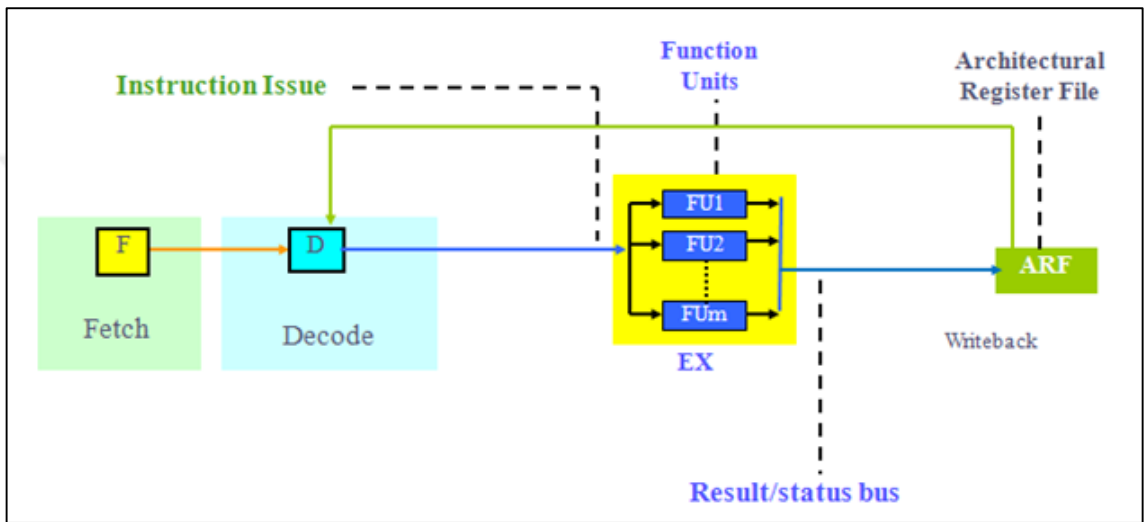 Function
Units
Architectural
Register File
Instruction Issue
FU1
F
D
FU2
ARF
Fetch
Decode
FUm
Writeback
EX
Result/status bus